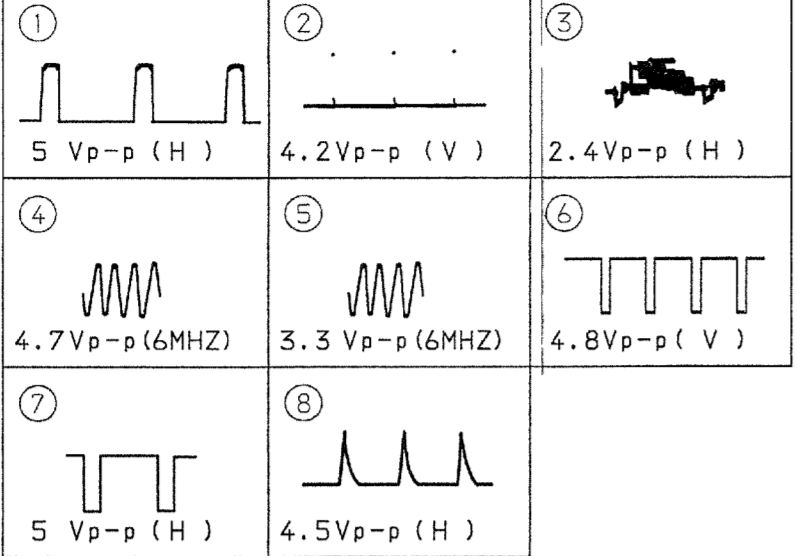 ① ② ③
5 Vp-p ( H ) 4.2Vp-p ( V ) 2.4Vp-p ( H )
④ ⑤ ⑥
4.7Vp-p(6MHZ) 3.3 Vp-p(6MHZ) 4.8Vp-p( V )
⑦ ⑧
5 Vp-p ( H ) 4.5Vp-p ( H )